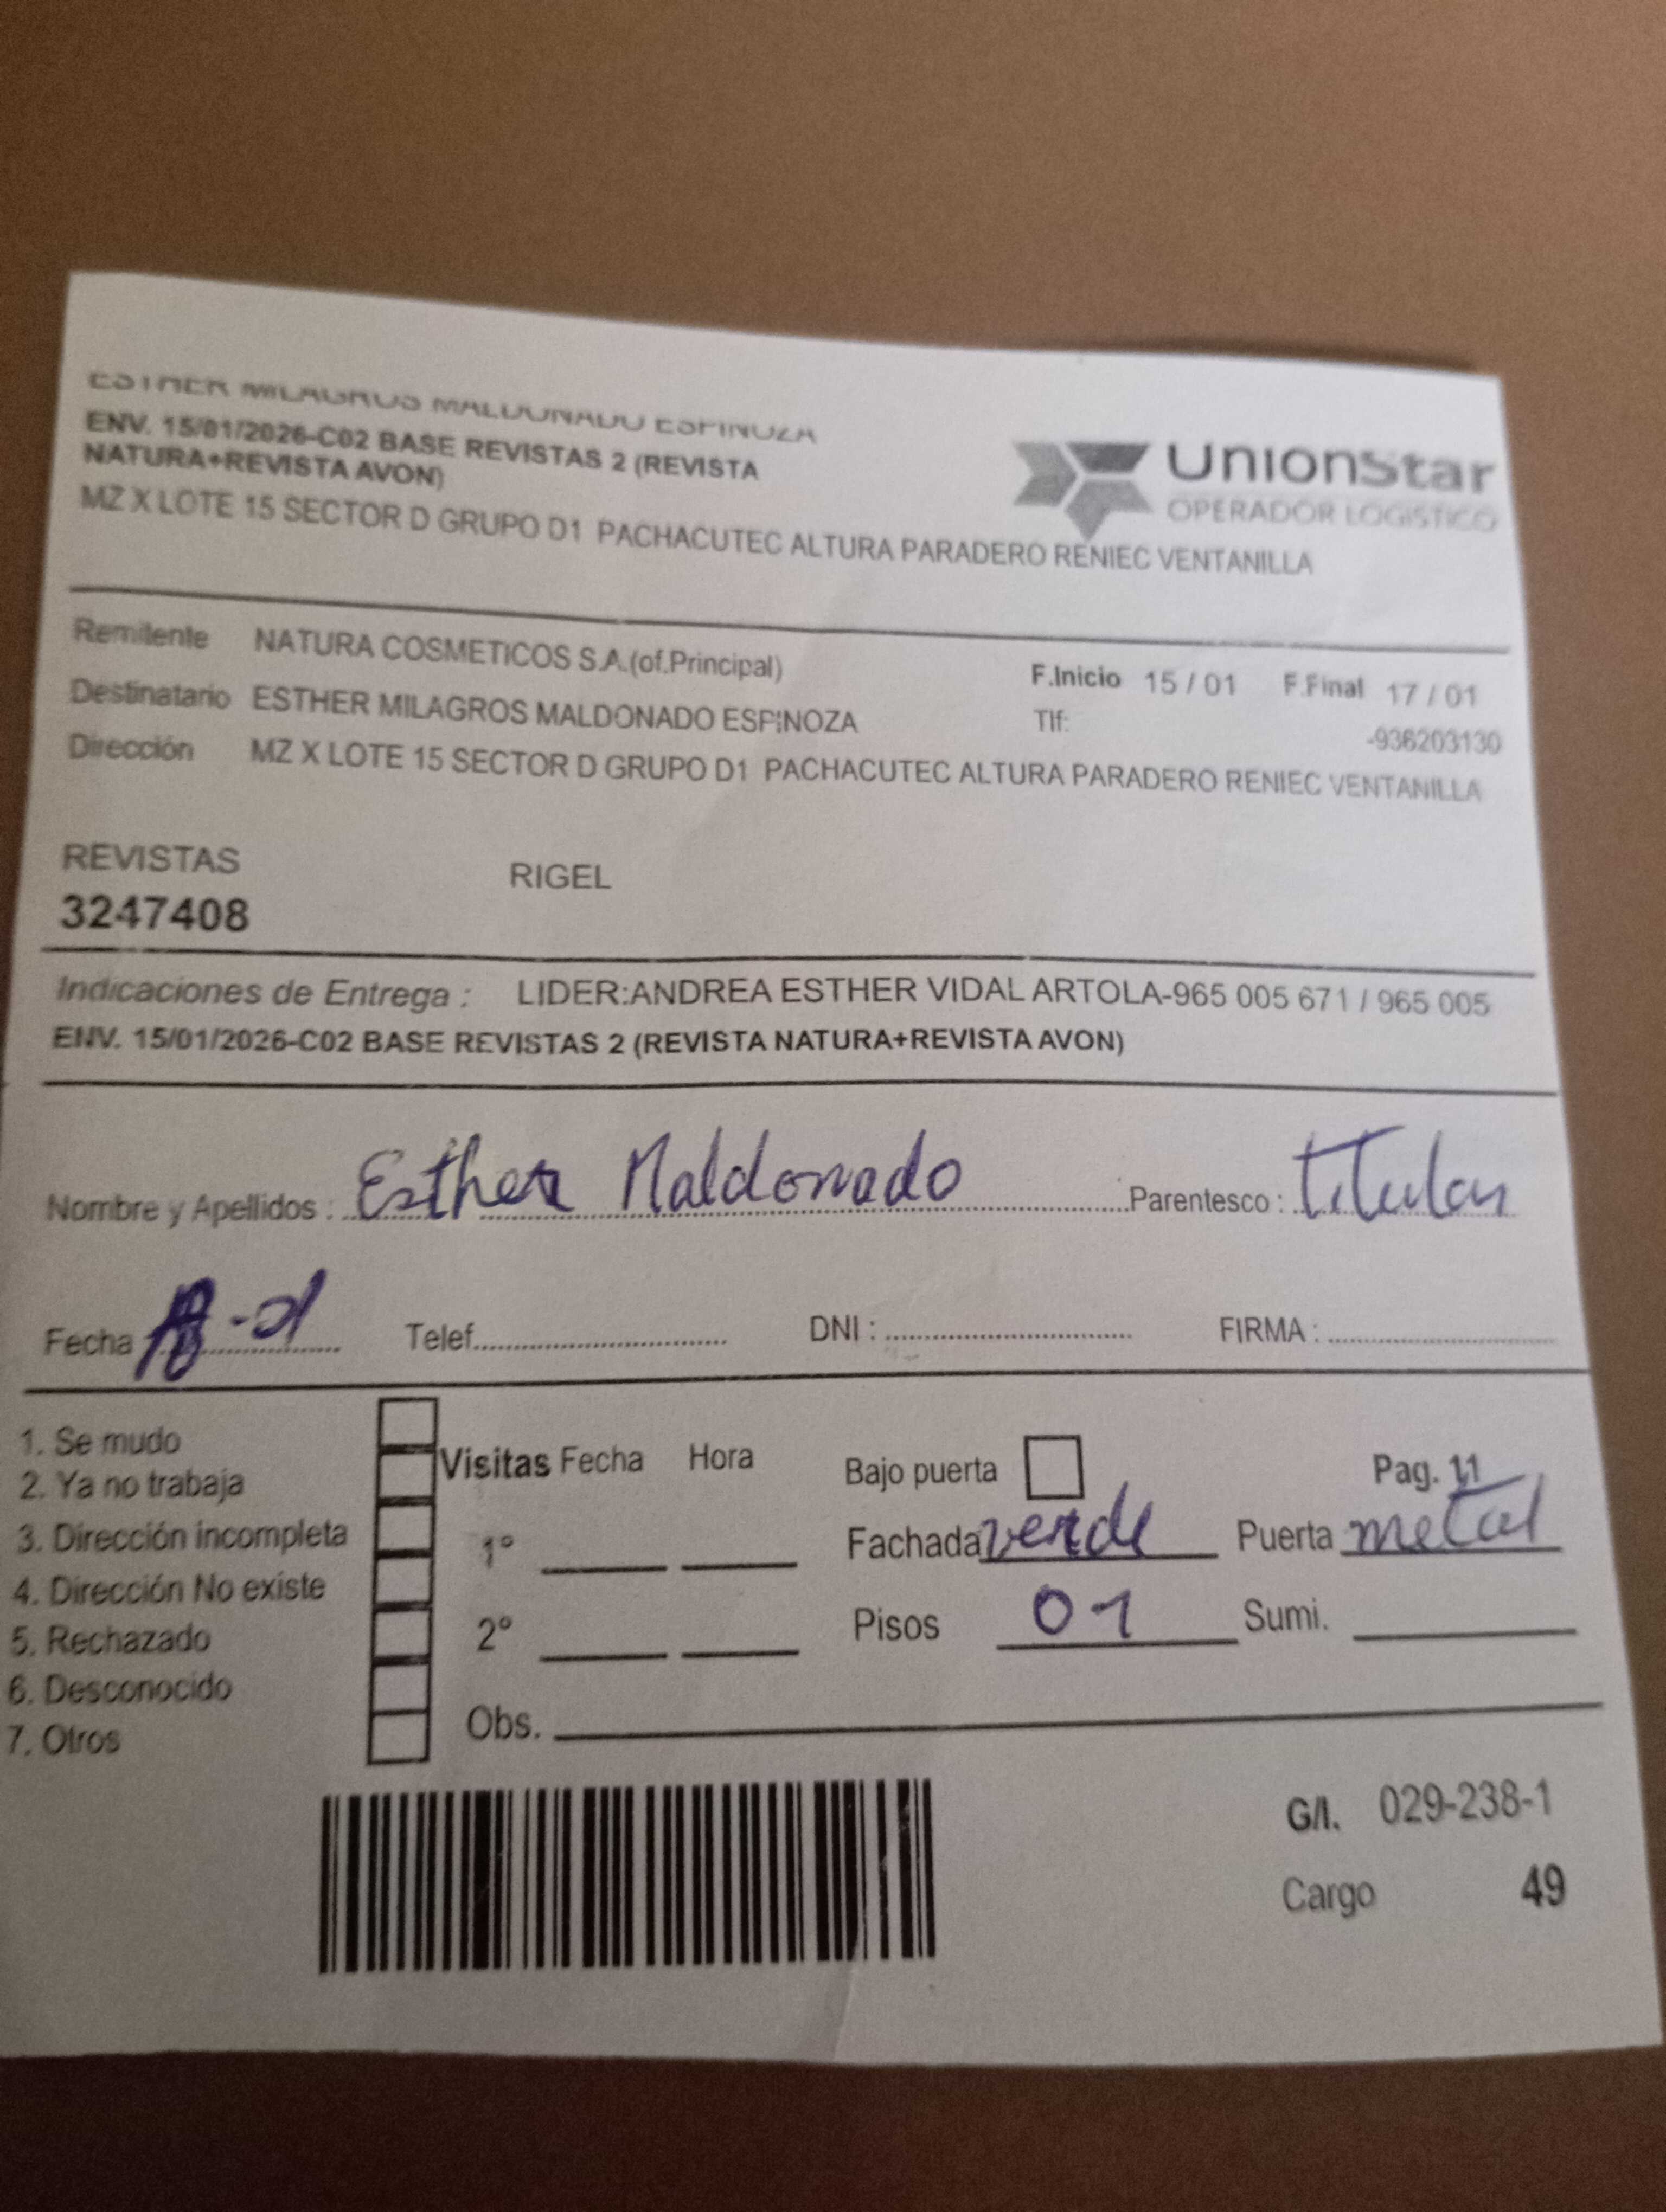 ESTHER MILAGROS MALDONADO ESPINOZA
ENV. 15/01/2026-C02 BASE REVISTAS 2 (REVISTA
NATURA+REVISTA AVON)
UnionStar
OPERADOR LOGISTICO
MZ X LOTE 15 SECTOR D GRUPO D1 PACHACUTEC ALTURA PARADERO RENIEC VENTANILLA
Remitente NATURA COSMETICOS S.A.(of.Principal)
F.Inicio 15 / 01 F.Final 17 / 01
Destinatario ESTHER MILAGROS MALDONADO ESPINOZA
Tlf: -936203130
Dirección MZ X LOTE 15 SECTOR D GRUPO D1 PACHACUTEC ALTURA PARADERO RENIEC VENTANILLA
REVISTAS RIGEL
3247408
Indicaciones de Entrega : LIDER:ANDREA ESTHER VIDAL ARTOLA-965 005 671 / 965 005
ENV. 15/01/2026-C02 BASE REVISTAS 2 (REVISTA NATURA+REVISTA AVON)
Nombre y Apellidos : Esther Maldonado Parentesco : Titular
Fecha Telef. DNI : FIRMA :
1. Se mudo
2. Ya no trabaja
3. Dirección incompleta
4. Dirección No existe
5. Rechazado
6. Desconocido
7. Otros
Visitas Fecha Hora
1°
2°
Obs.
Bajo puerta Pag. 11
Fachada verde Puerta metal
Pisos 01 Sumi.
G/I. 029-238-1
Cargo 49